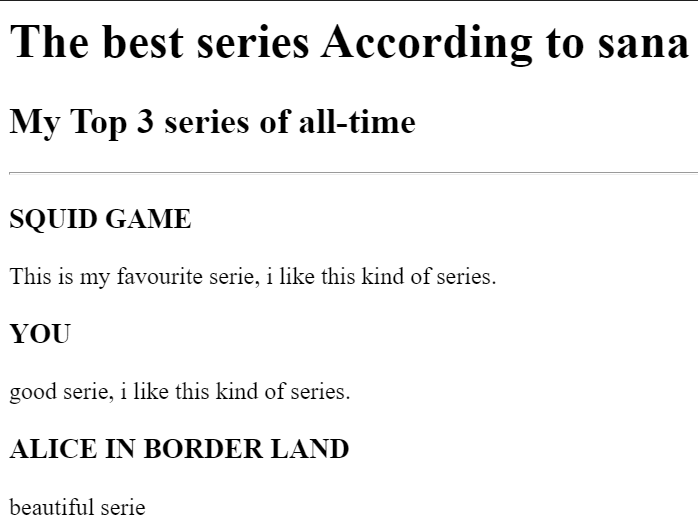 The best series According to sana
My Top 3 series of all-time
SQUID GAME
This is my favourite serie, i like this kind of series.
YOU
good serie, i like this kind of series.
ALICE IN BORDER LAND
beautiful serie